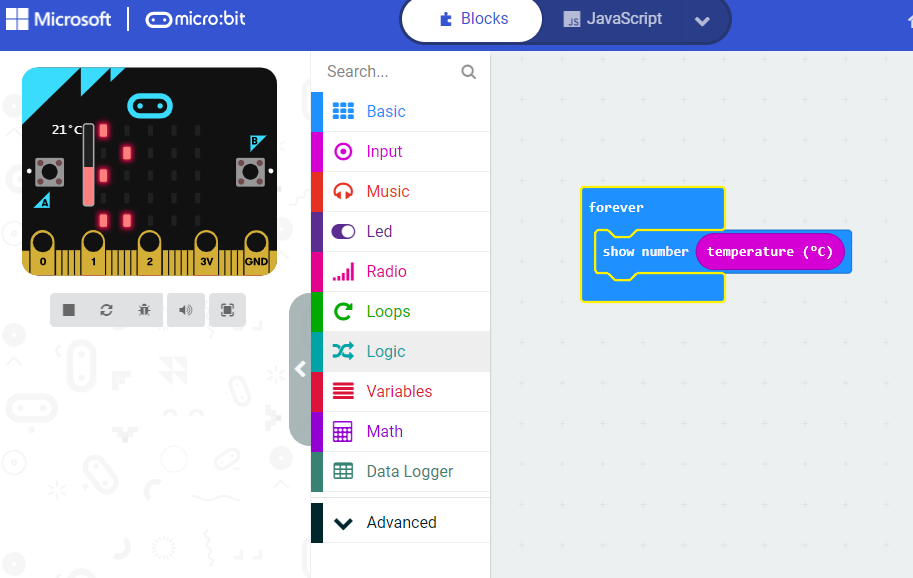 Microsoft | micro:bit
Blocks
JS JavaScript
21°C
B
A
0 1 2 3V GND
Search...
Basic
Input
Music
Led
Radio
Loops
Logic
Variables
Math
Data Logger
Advanced
forever
show number temperature (°C)